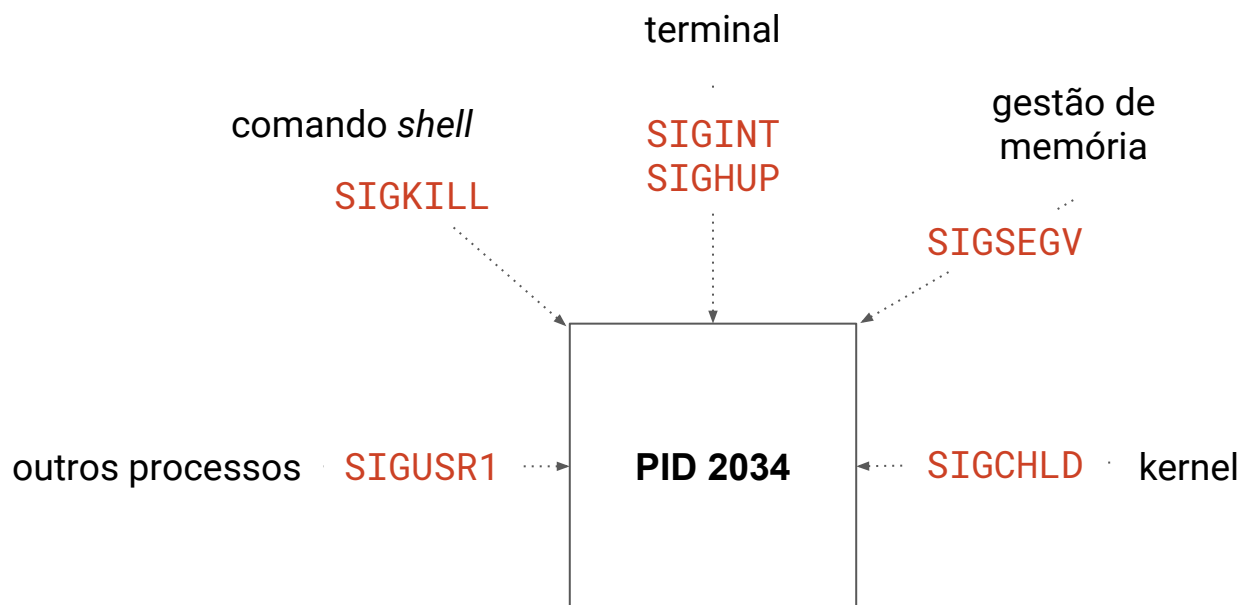 terminal
comando shell
SIGINT
SIGHUP
gestão de
memória
SIGKILL
SIGSEGV
outros processos
SIGUSR1
PID 2034
SIGCHLD
kernel